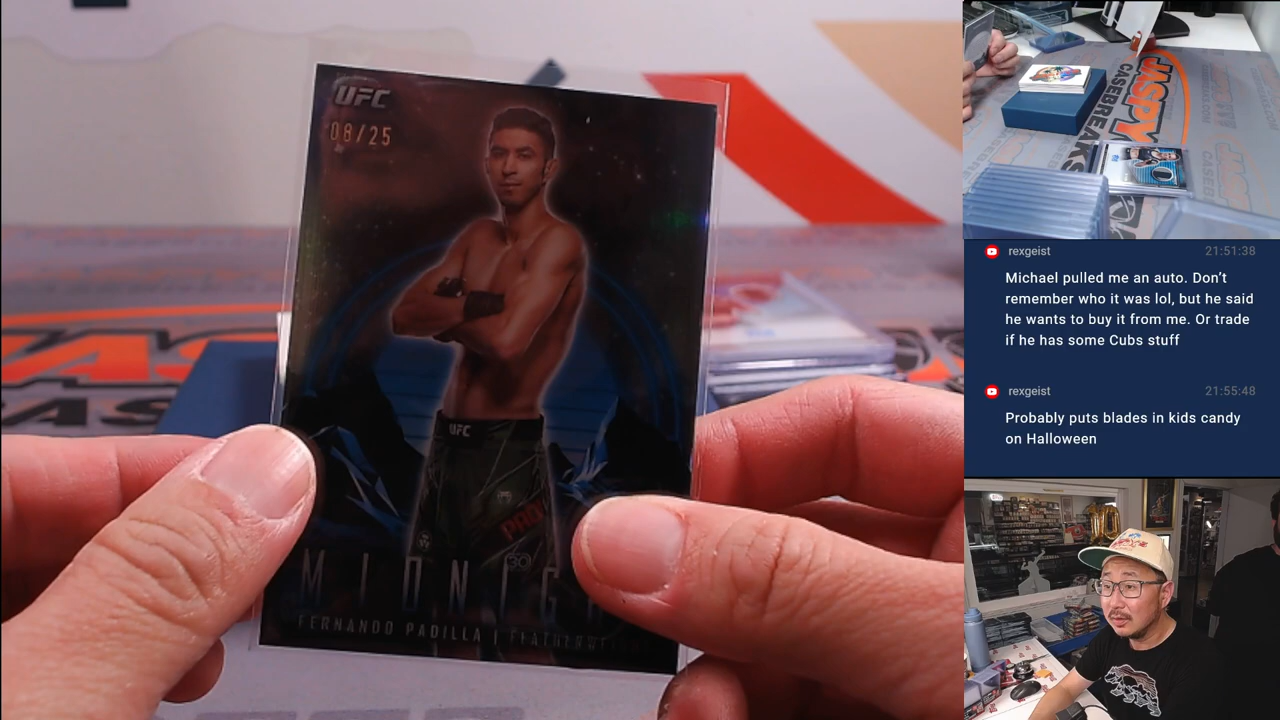 UFC
08/25
UFC
FERNANDO PADILLA | FEATHERWEIGHT
JASPY
CASEBREAKS
rexgeist 21:51:38
Michael pulled me an auto. Don't
remember who it was lol, but he said
he wants to buy it from me. Or trade
if he has some Cubs stuff
rexgeist 21:55:48
Probably puts blades in kids candy
on Halloween